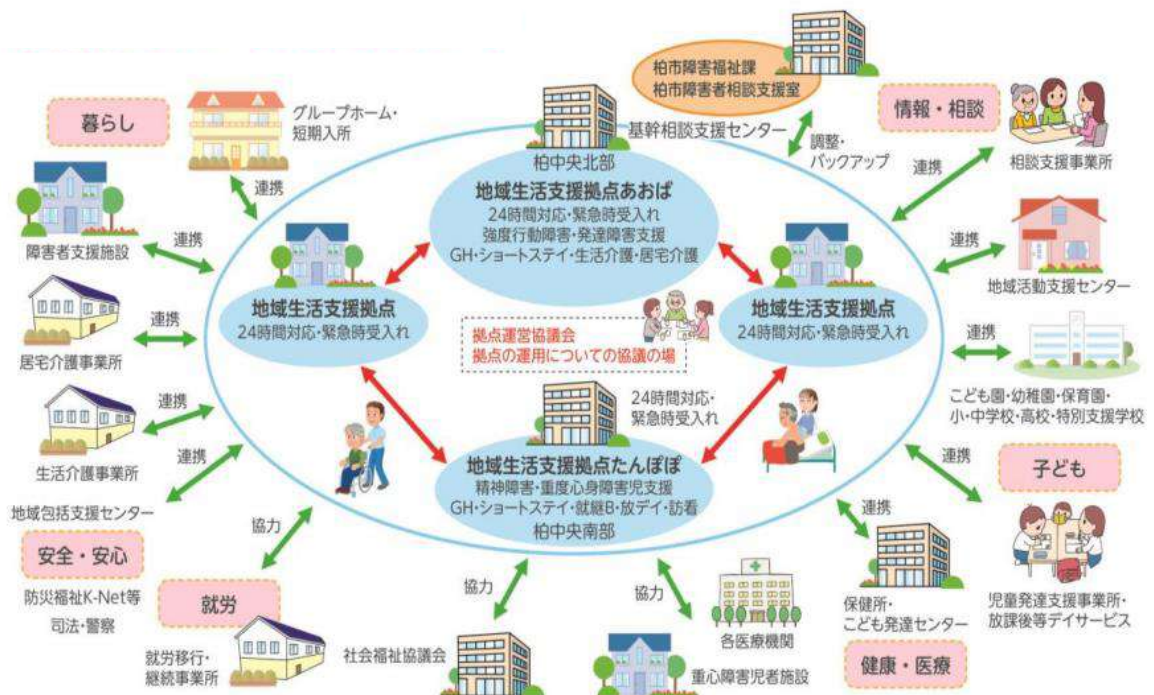 柏市障害福祉課
柏市障害者相談支援室
基幹相談支援センター
調整・
バックアップ
情報・相談
相談支援事業所
連携
暮らし
グループホーム・
短期入所
連携
障害者支援施設
連携
柏中央北部
地域生活支援拠点あおば
24時間対応・緊急時受入れ
強度行動障害・発達障害支援
GH・ショートステイ・生活介護・居宅介護
連携
地域活動支援センター
地域生活支援拠点
24時間対応・緊急時受入れ
地域生活支援拠点
24時間対応・緊急時受入れ
拠点運営協議会
拠点の運用についての協議の場
連携
居宅介護事業所
連携
こども園・幼稚園・保育園・
小・中学校・高校・特別支援学校
24時間対応・
緊急時受入れ
連携
生活介護事業所
連携
地域包括支援センター
地域生活支援拠点たんぽぽ
精神障害・重度心身障害児支援
GH・ショートステイ・就継B・放デイ・訪看
柏中央南部
連携
子ども
児童発達支援事業所・
放課後等デイサービス
連携
保健所・
こども発達センター
健康・医療
安全・安心
防災福祉K-Net等
司法・警察
協力
就労
就労移行・
継続事業所
協力
社会福祉協議会
協力
各医療機関
重心障害児者施設